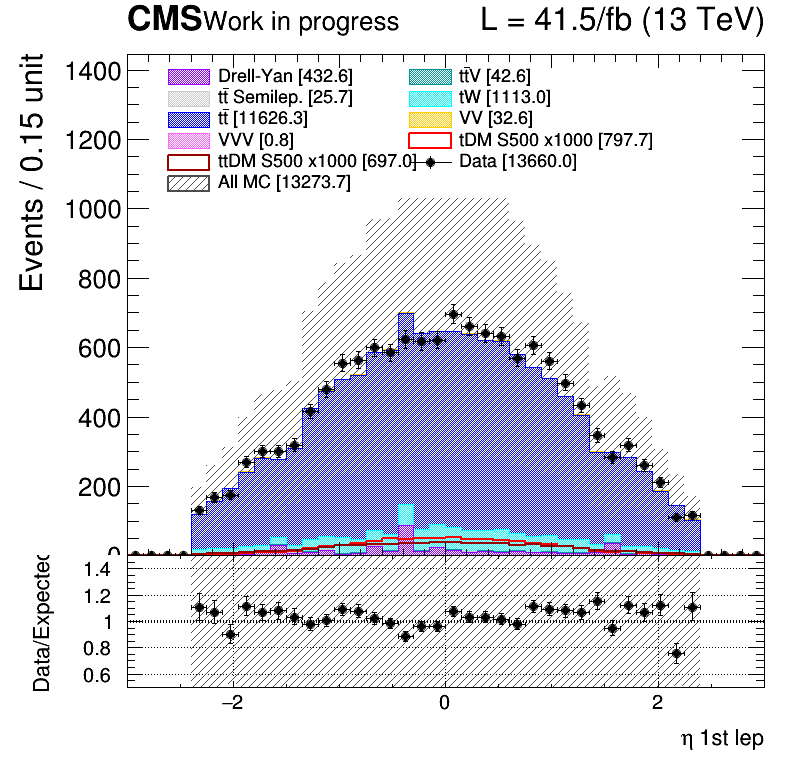 CMS Work in progress L = 41.5/fb (13 TeV)
Events / 0.15 unit
1400
1200
1000
800
600
400
200
0
Drell-Yan [432.6]
tt̄V [42.6]
tt̄ Semilep. [25.7]
tW [1113.0]
tt̄ [11626.3]
VV [32.6]
VVV [0.8]
tDM S500 x1000 [797.7]
ttDM S500 x1000 [697.0]
Data [13660.0]
All MC [13273.7]
Data/Expected
1.4
1.2
1
0.8
0.6
−2 0 2
η 1st lep